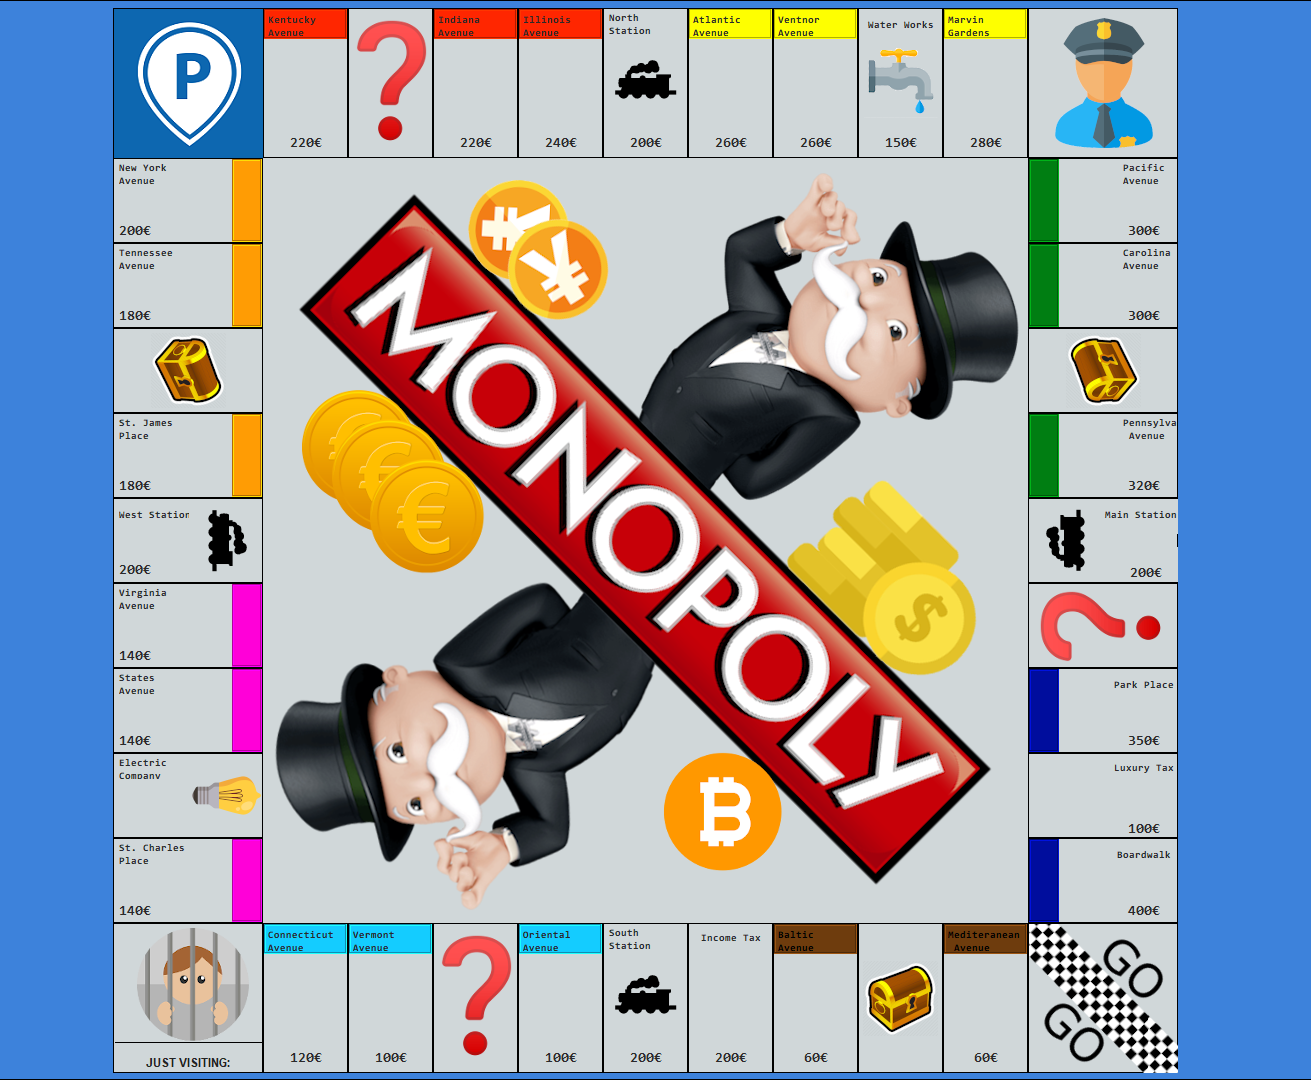 P
Kentucky
Avenue
220€
Indiana
Avenue
220€
Illinois
Avenue
240€
North
Station
200€
Atlantic
Avenue
260€
Ventnor
Avenue
260€
Water Works
150€
Marvin
Gardens
280€
New York
Avenue
200€
Tennessee
Avenue
180€
St. James
Place
180€
West Station
200€
Virginia
Avenue
140€
States
Avenue
140€
Electric
Company
St. Charles
Place
140€
MONOPOLY
Pacific
Avenue
300€
Carolina
Avenue
300€
Pennsylva
Avenue
320€
Main Station
200€
Park Place
350€
Luxury Tax
100€
Boardwalk
400€
JUST VISITING:
Connecticut
Avenue
120€
Vermont
Avenue
100€
Oriental
Avenue
100€
South
Station
200€
Income Tax
200€
Baltic
Avenue
60€
Mediteranean
Avenue
60€
GO
GO